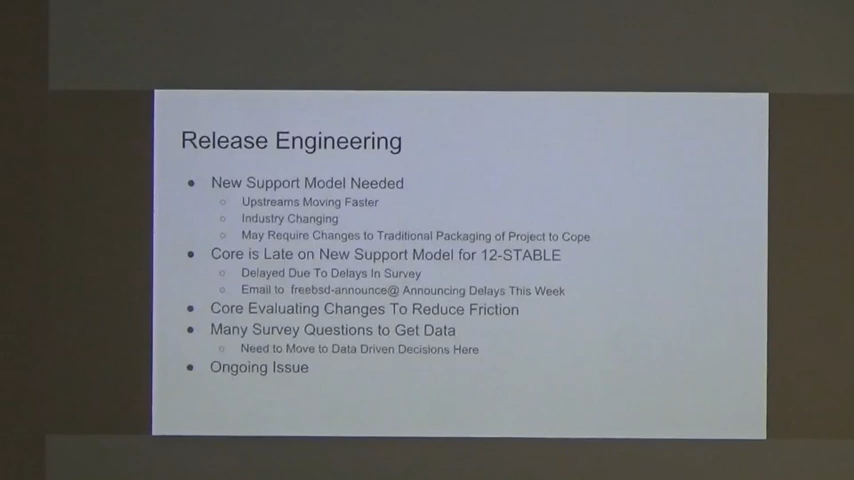 Release Engineering
● New Support Model Needed
○ Upstreams Moving Faster
○ Industry Changing
○ May Require Changes to Traditional Packaging of Project to Cope
● Core is Late on New Support Model for 12-STABLE
○ Delayed Due To Delays In Survey
○ Email to freebsd-announce@ Announcing Delays This Week
● Core Evaluating Changes To Reduce Friction
● Many Survey Questions to Get Data
○ Need to Move to Data Driven Decisions Here
● Ongoing Issue